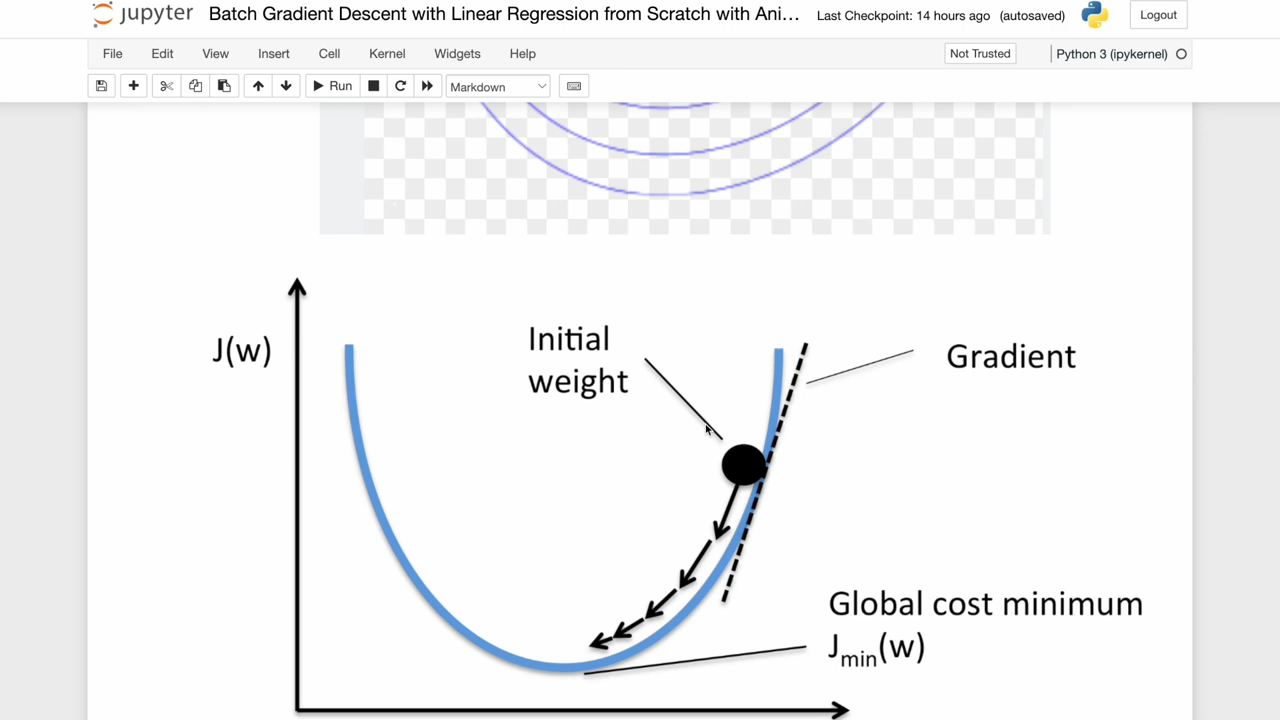 jupyter Batch Gradient Descent with Linear Regression from Scratch with Ani... Last Checkpoint: 14 hours ago (autosaved) Logout
File Edit View Insert Cell Kernel Widgets Help Not Trusted Python 3 (ipykernel)
Run Markdown
J(w)
Initial
weight
Gradient
Global cost minimum
Jmin(w)